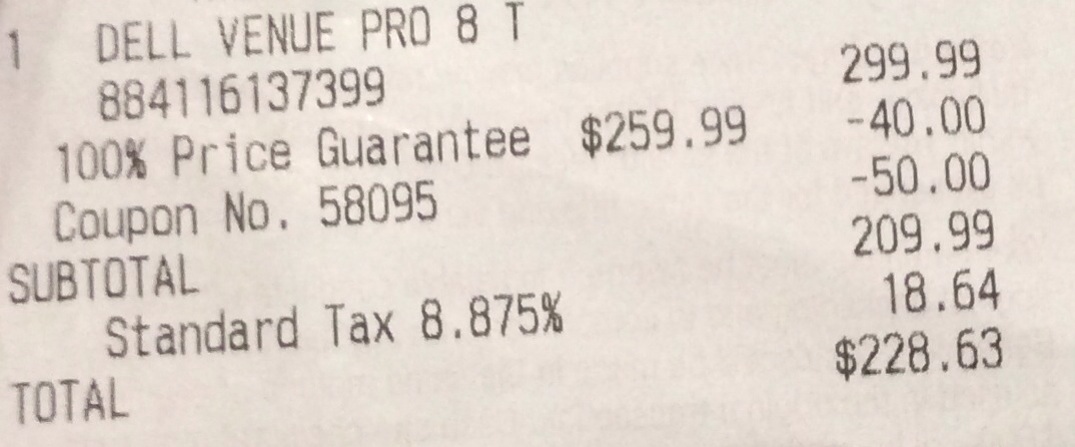 1 DELL VENUE PRO 8 T
884116137399 299.99
100% Price Guarantee $259.99 -40.00
Coupon No. 58095 -50.00
SUBTOTAL 209.99
Standard Tax 8.875% 18.64
TOTAL $228.63